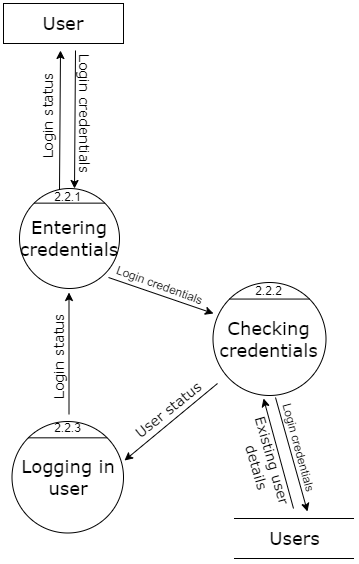 User
Login status
Login credentials
2.2.1
Entering
credentials
Login credentials
2.2.2
Checking
credentials
Login status
User status
2.2.3
Logging in
user
Existing user
details
Login credentials
Users